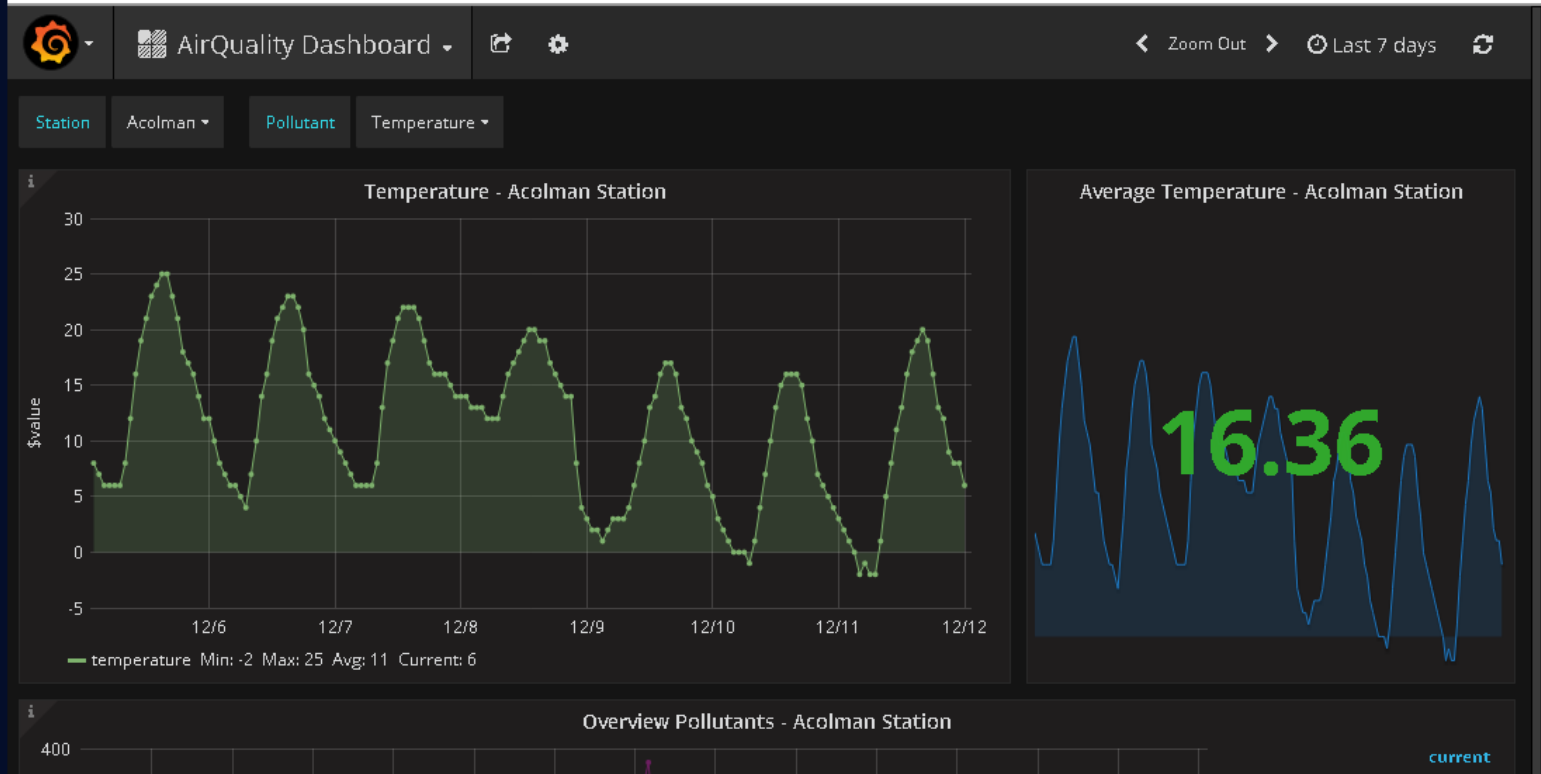 AirQuality Dashboard
Zoom Out
Last 7 days
Station
Acolman
Pollutant
Temperature
i
Temperature - Acolman Station
30
25
20
15
10
5
0
-5
$value
12/6
12/7
12/8
12/9
12/10
12/11
12/12
temperature Min: -2 Max: 25 Avg: 11 Current: 6
Average Temperature - Acolman Station
16.36
i
Overview Pollutants - Acolman Station
400
current